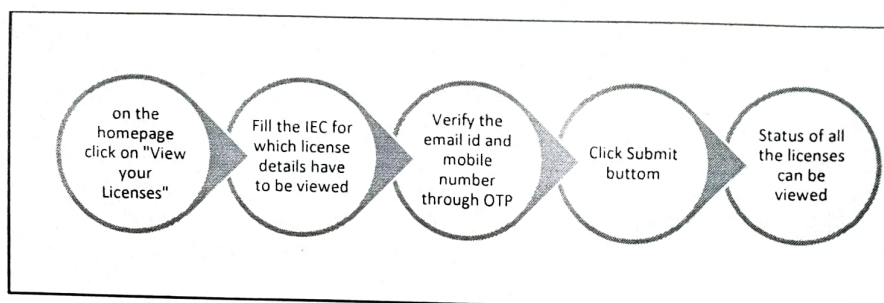 on the
homepage
click on "View
your
Licenses"
Fill the IEC for
which license
details have
to be viewed
Verify the
email id and
mobile
number
through OTP
Click Submit
buttom
Status of all
the licenses
can be
viewed